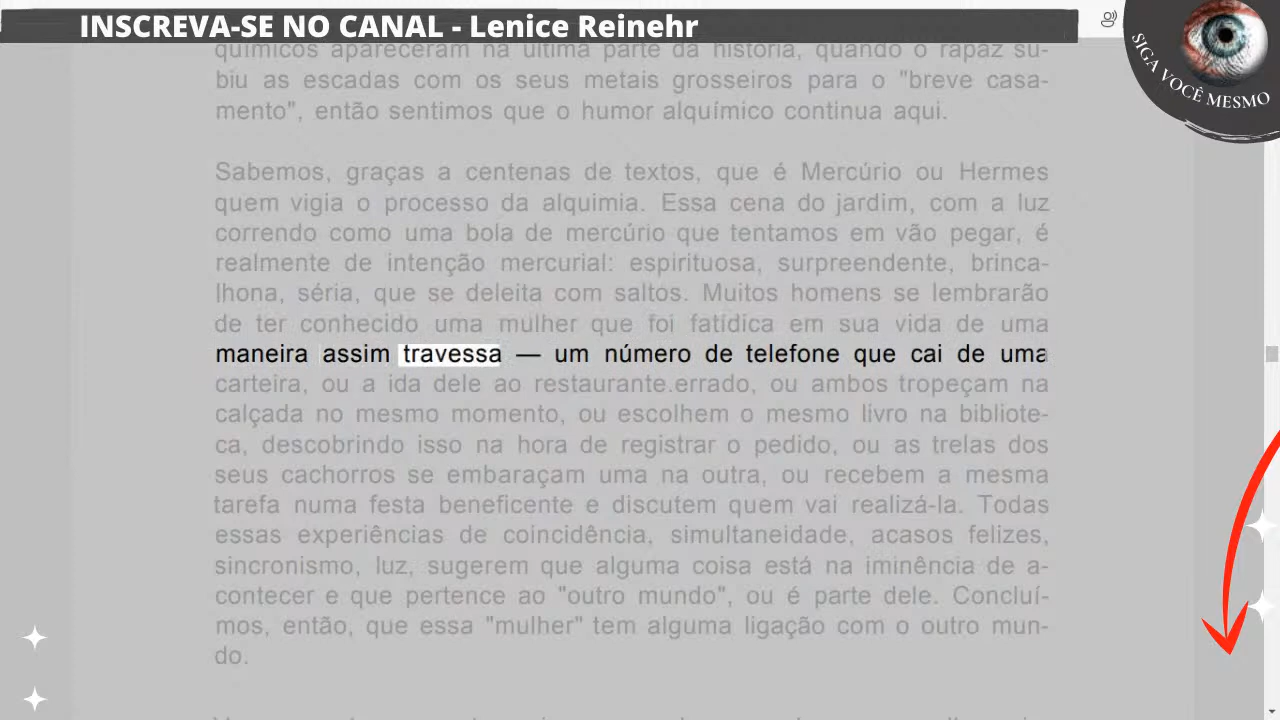 INSCREVA-SE NO CANAL - Lenice Reinehr
SIGA VOCÊ MESMO
químicos apareceram na última parte da história, quando o rapaz su-
biu as escadas com os seus metais grosseiros para o "breve casa-
mento", então sentimos que o humor alquímico continua aqui.
Sabemos, graças a centenas de textos, que é Mercúrio ou Hermes
quem vigia o processo da alquimia. Essa cena do jardim, com a luz
correndo como uma bola de mercúrio que tentamos em vão pegar, é
realmente de intenção mercurial: espirituosa, surpreendente, brinca-
lhona, séria, que se deleita com saltos. Muitos homens se lembrarão
de ter conhecido uma mulher que foi fatídica em sua vida de uma
maneira assim travessa — um número de telefone que cai de uma
carteira, ou a ida dele ao restaurante.errado, ou ambos tropeçam na
calçada no mesmo momento, ou escolhem o mesmo livro na bibliote-
ca, descobrindo isso na hora de registrar o pedido, ou as trelas dos
seus cachorros se embaraçam uma na outra, ou recebem a mesma
tarefa numa festa beneficente e discutem quem vai realizá-la. Todas
essas experiências de coincidência, simultaneidade, acasos felizes,
sincronismo, luz, sugerem que alguma coisa está na iminência de a-
contecer e que pertence ao "outro mundo", ou é parte dele. Concluí-
mos, então, que essa "mulher" tem alguma ligação com o outro mun-
do.